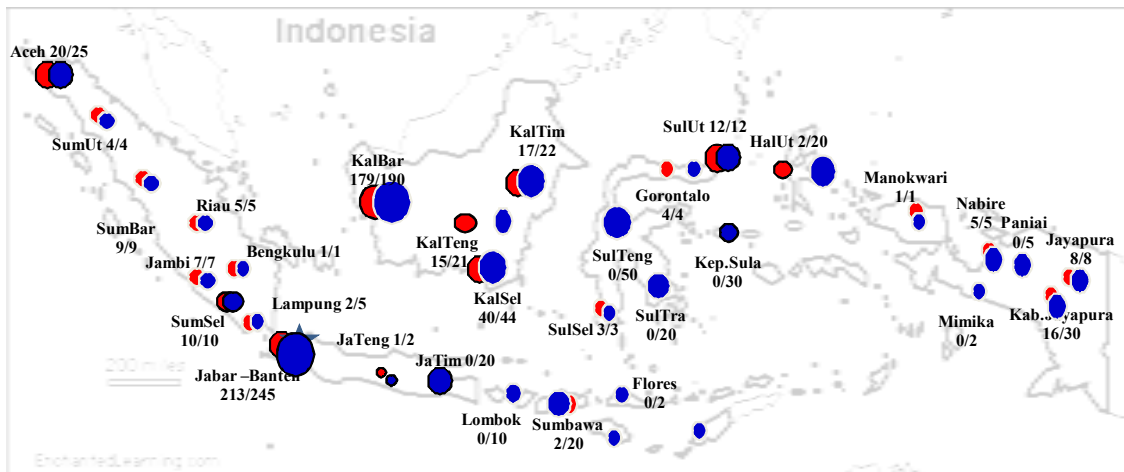 Indonesia
Aceh 20/25
SumUt 4/4
Riau 5/5
SumBar
9/9
Bengkulu 1/1
Jambi 7/7
Lampung 2/5
SumSel
10/10
Jabar –Banten
213/245
JaTeng 1/2
JaTim 0/20
KalBar
179/190
KalTim
17/22
KalTeng
15/21
KalSel
40/44
SulUt 12/12
HalUt 2/20
Gorontalo
4/4
SulTeng
0/50
Kep.Sula
0/30
SulTra
0/20
SulSel 3/3
Manokwari
1/1
Nabire
5/5
Paniai
0/5
Jayapura
8/8
Mimika
0/2
Kab.Jayapura
16/30
Lombok
0/10
Sumbawa
2/20
Flores
0/2
200 miles
EnchantedLearning.com